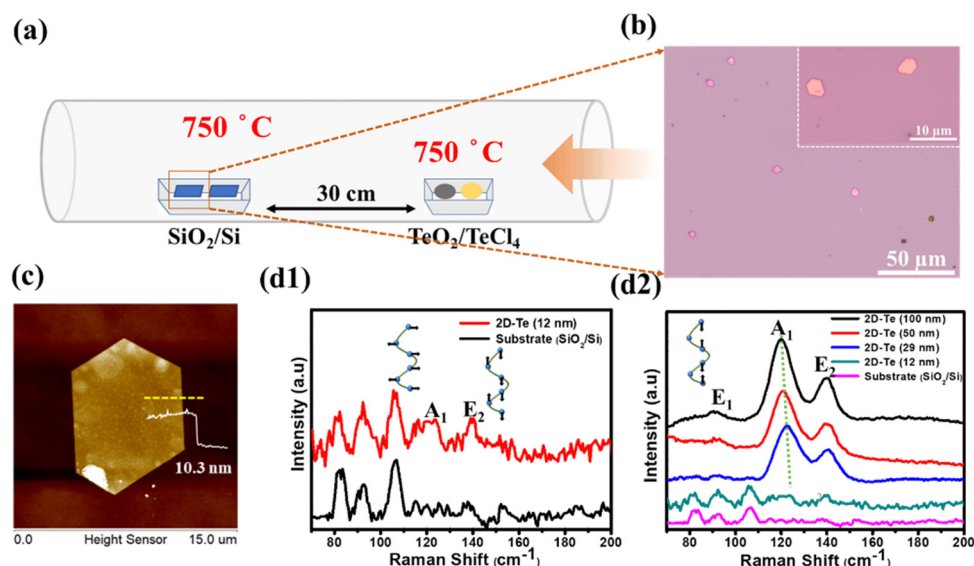 (a)
750 °C
750 °C
30 cm
SiO2/Si
TeO2/TeCl4
(b)
10 μm
50 μm
(c)
10.3 nm
0.0 Height Sensor 15.0 um
(d1)
2D-Te (12 nm)
Substrate (SiO2/Si)
A1
E2
Intensity (a.u)
80 100 120 140 160 180 200
Raman Shift (cm-1)
(d2)
2D-Te (100 nm)
2D-Te (50 nm)
2D-Te (29 nm)
2D-Te (12 nm)
Substrate (SiO2/Si)
A1
E2
E1
Intensity (a.u)
80 100 120 140 160 180 200
Raman Shift (cm-1)